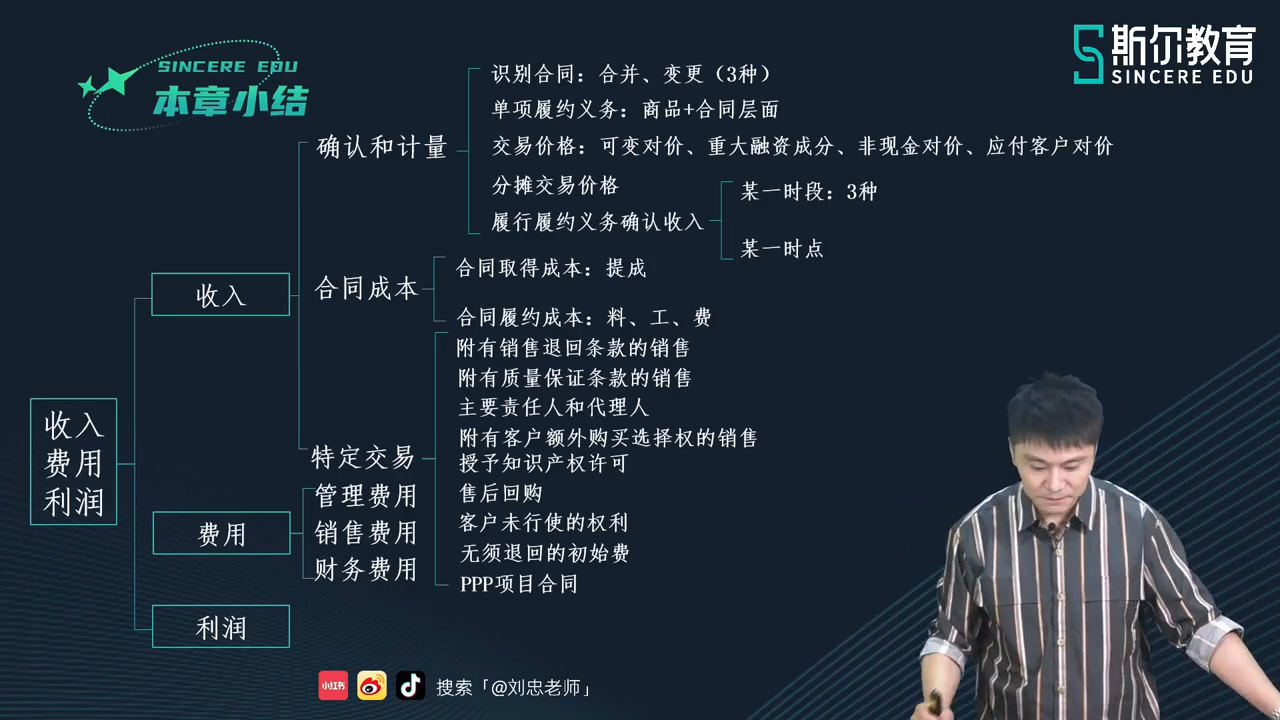 SINCERE EDU
本章小结
斯尔教育
SINCERE EDU
识别合同：合并、变更（3种）
单项履约义务：商品+合同层面
确认和计量
交易价格：可变对价、重大融资成分、非现金对价、应付客户对价
分摊交易价格
某一时段：3种
履行履约义务确认收入
某一时点
合同取得成本：提成
收入
合同成本
合同履约成本：料、工、费
附有销售退回条款的销售
附有质量保证条款的销售
主要责任人和代理人
附有客户额外购买选择权的销售
特定交易
授予知识产权许可
收入
费用
利润
管理费用
售后回购
费用
销售费用
客户未行使的权利
财务费用
无须退回的初始费
PPP项目合同
利润
小红书
搜索「@刘忠老师」